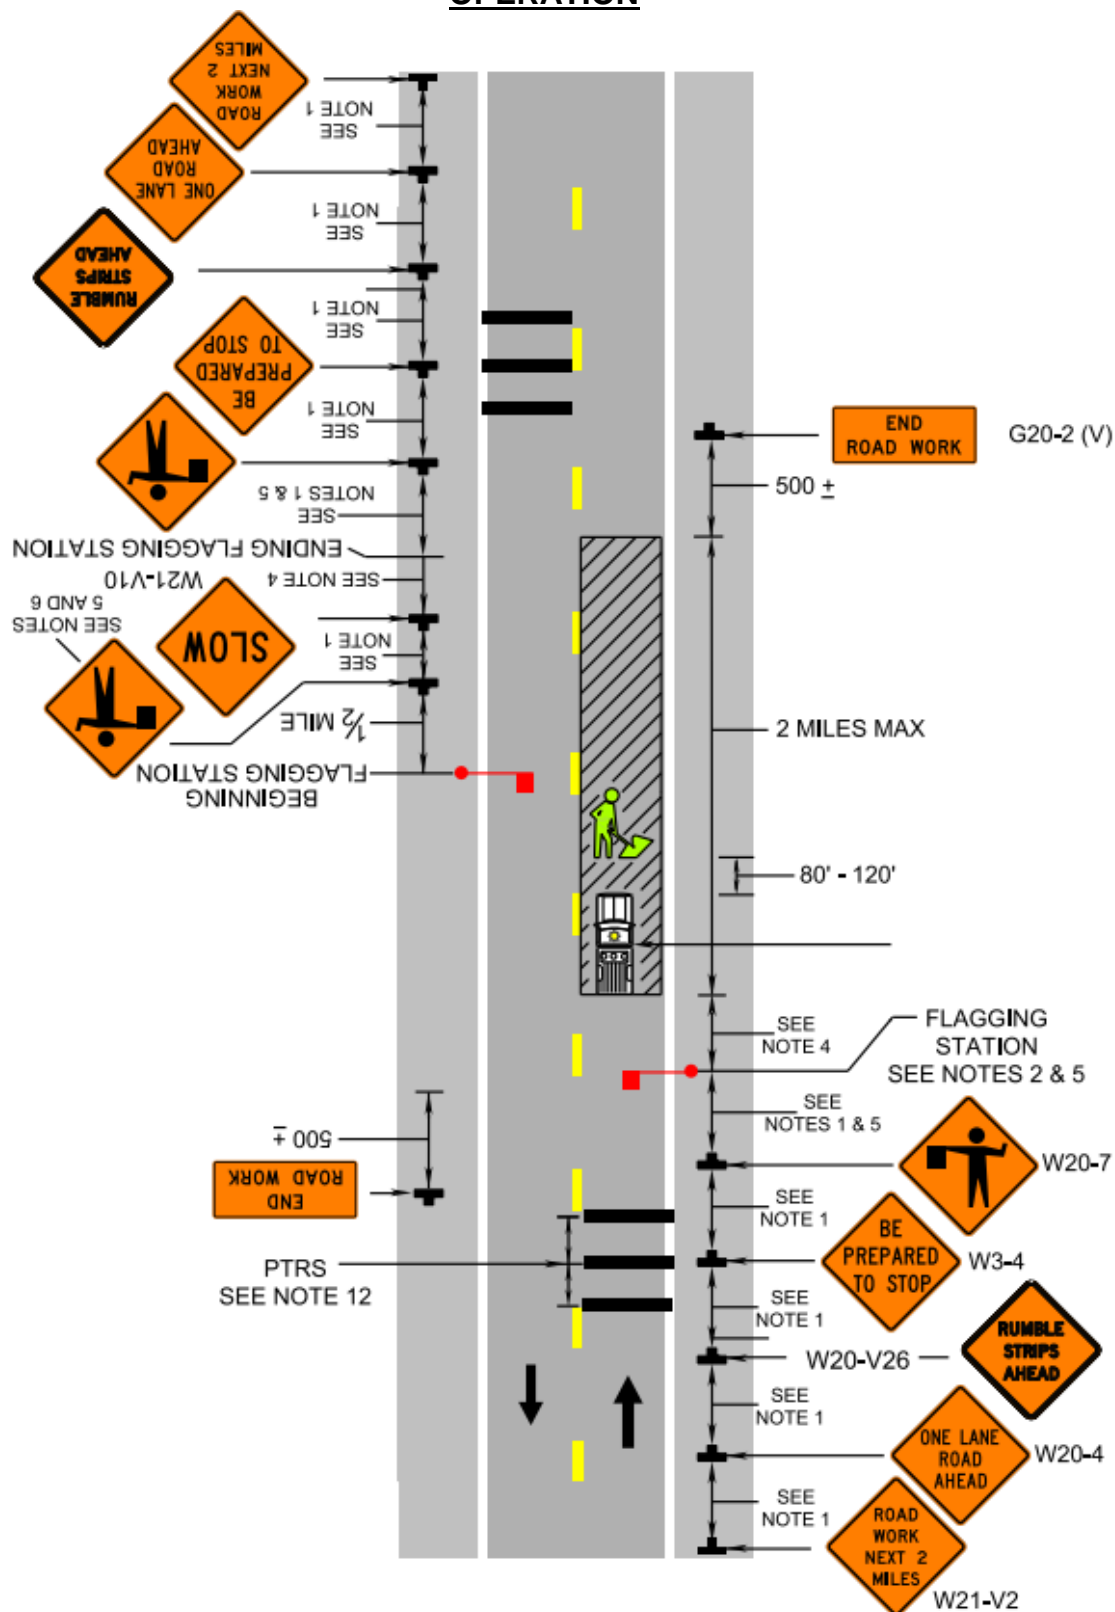 OPERATION
ROAD
WORK
NEXT 2
MILES
SEE
NOTE 1
ONE LANE
ROAD
AHEAD
SEE
NOTE 1
RUMBLE
STRIPS
AHEAD
SEE
NOTE 1
BE
PREPARED
TO STOP
SEE
NOTE 1
SEE
NOTES 1 & 5
ENDING FLAGGING STATION
SEE NOTE 4
W21-V10
SLOW
SEE NOTES
5 AND 6
SEE
NOTE 1
1/2 MILE
BEGINNING
FLAGGING STATION
END
ROAD WORK
G20-2 (V)
500 ±
2 MILES MAX
80' - 120'
SEE
NOTE 4
FLAGGING
STATION
SEE NOTES 2 & 5
SEE
NOTES 1 & 5
W20-7
500 ±
END
ROAD WORK
SEE
NOTE 1
BE
PREPARED
TO STOP
W3-4
PTRS
SEE NOTE 12
SEE
NOTE 1
W20-V26
RUMBLE
STRIPS
AHEAD
SEE
NOTE 1
ONE LANE
ROAD
AHEAD
W20-4
SEE
NOTE 1
ROAD
WORK
NEXT 2
MILES
W21-V2